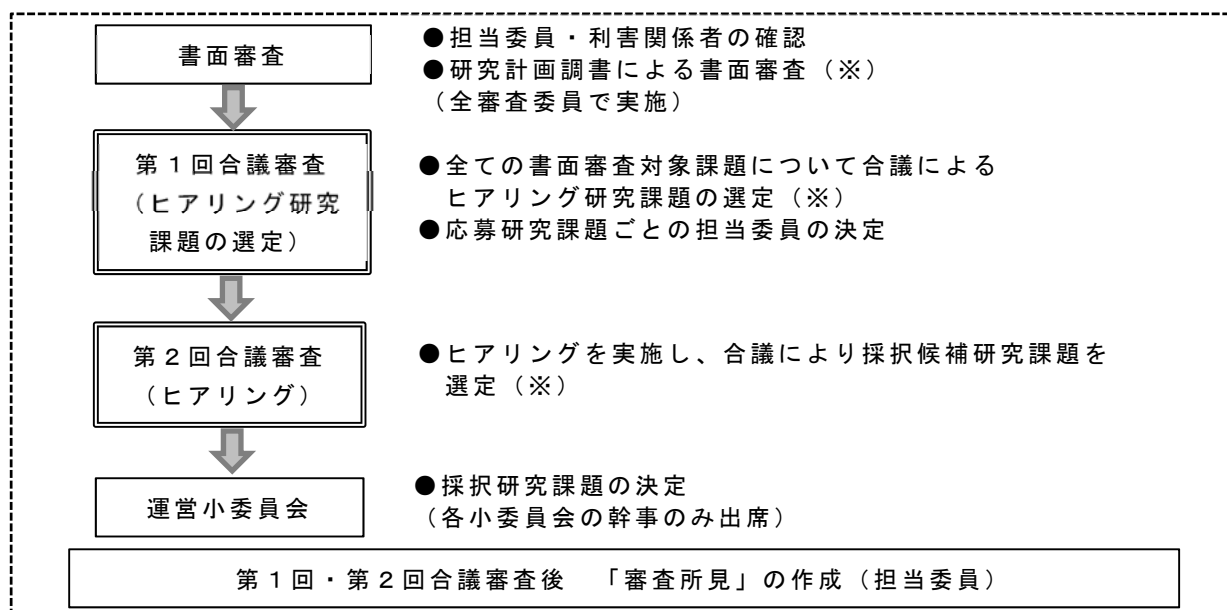 書面審査
●担当委員・利害関係者の確認
●研究計画調書による書面審査（※）
（全審査委員で実施）
第１回合議審査
（ヒアリング研究
課題の選定）
●全ての書面審査対象課題について合議による
ヒアリング研究課題の選定（※）
●応募研究課題ごとの担当委員の決定
第２回合議審査
（ヒアリング）
●ヒアリングを実施し、合議により採択候補研究課題を
選定（※）
運営小委員会
●採択研究課題の決定
（各小委員会の幹事のみ出席）
第１回・第２回合議審査後　「審査所見」の作成（担当委員）